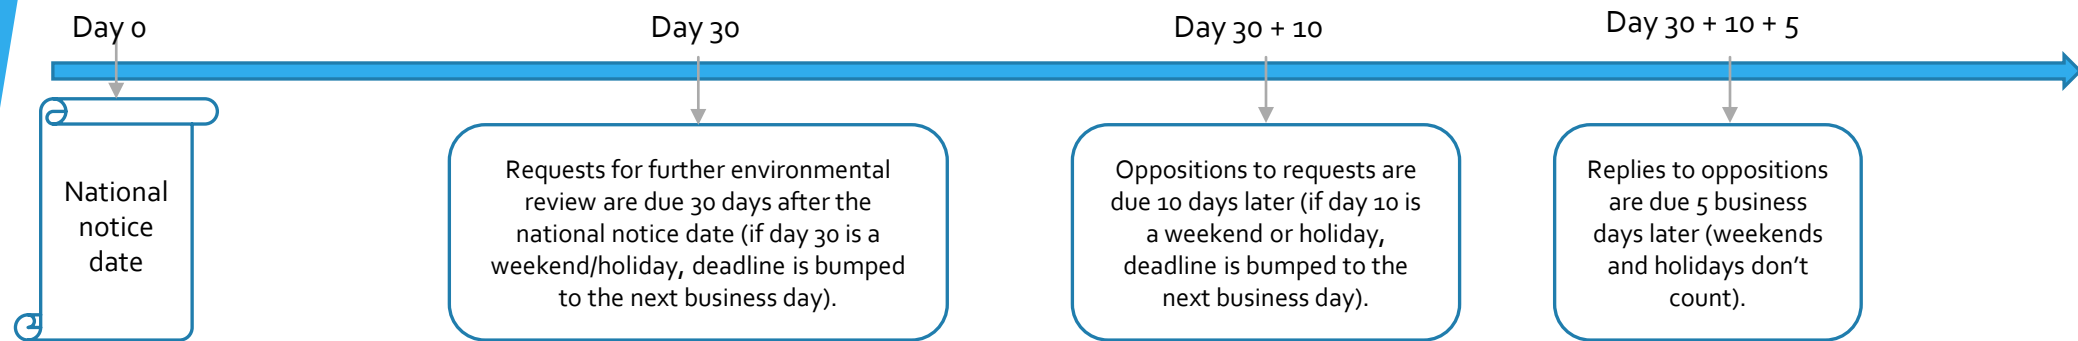 Day 0
Day 30
Day 30 + 10
Day 30 + 10 + 5
National
notice
date
Requests for further environmental
review are due 30 days after the
national notice date (if day 30 is a
weekend/holiday, deadline is bumped
to the next business day).
Oppositions to requests are
due 10 days later (if day 10 is
a weekend or holiday,
deadline is bumped to the
next business day).
Replies to oppositions
are due 5 business
days later (weekends
and holidays don’t
count).